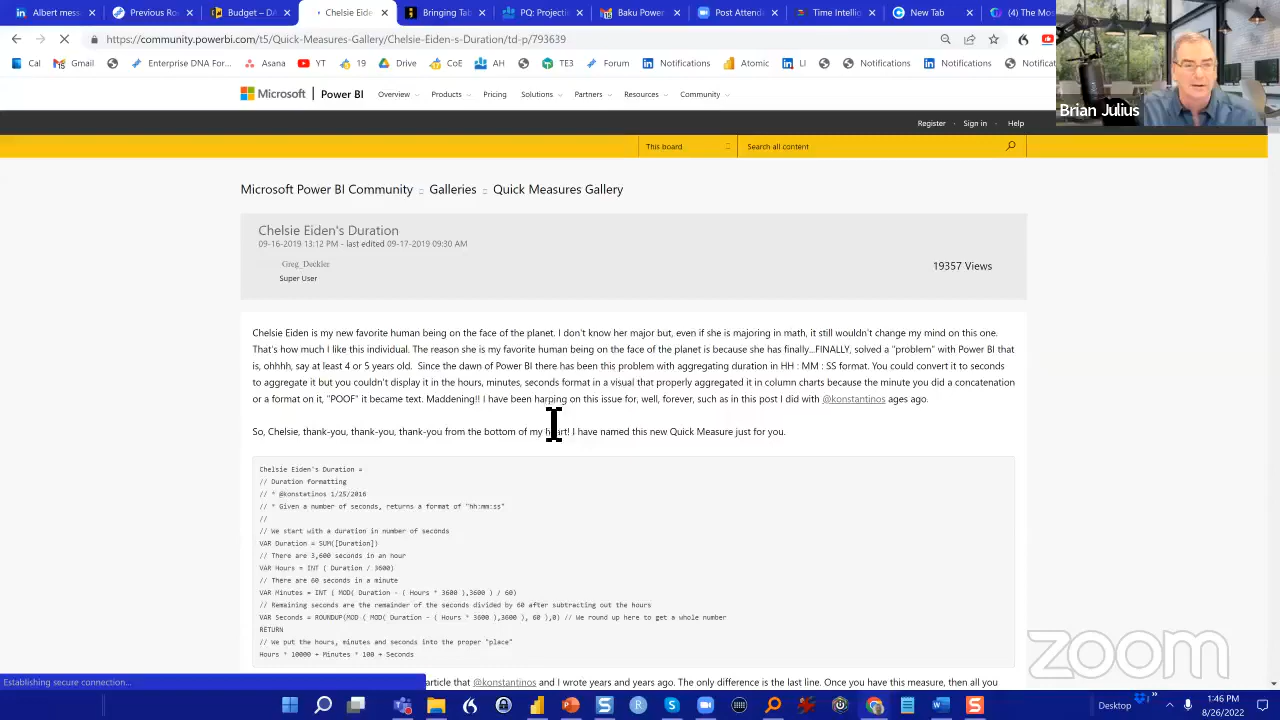 Albert messa
Previous Ro
Budget – DA
Chelsie Eide
Bringing Tab
PQ: Projectin
Baku Power
Post Attenda
Time Intellig
New Tab
(4) The Mos
https://community.powerbi.com/t5/Quick-Measures-Gallery/Chelsie-Eiden-s-Duration/td-p/793639
Cal
Gmail
Enterprise DNA For...
Asana
YT
19
Drive
CoE
AH
TE3
Forum
Notifications
Atomic
LI
Notifications
Notifications
Notificatio
Brian Julius
Microsoft | Power BI
Overview
Products
Pricing
Solutions
Partners
Resources
Community
Register
Sign in
Help
This board
Search all content
Microsoft Power BI Community
Galleries
Quick Measures Gallery
Chelsie Eiden's Duration
09-16-2019 13:12 PM - last edited 09-17-2019 09:30 AM
Greg_Deckler
Super User
19357 Views
Chelsie Eiden is my new favorite human being on the face of the planet. I don't know her major but, even if she is majoring in math, it still wouldn't change my mind on this one.
That's how much I like this individual. The reason she is my favorite human being on the face of the planet is because she has finally...FINALLY, solved a "problem" with Power BI that
is, ohhhh, say at least 4 or 5 years old. Since the dawn of Power BI there has been this problem with aggregating duration in HH : MM : SS format. You could convert it to seconds
to aggregate it but you couldn't display it in the hours, minutes, seconds format in a visual that properly aggregated it in column charts because the minute you did a concatenation
or a format on it, "POOF" it became text. Maddening!! I have been harping on this issue for, well, forever, such as in this post I did with @konstantinos ages ago.
So, Chelsie, thank-you, thank-you, thank-you from the bottom of my heart! I have named this new Quick Measure just for you.
Chelsie Eiden's Duration =
// Duration formatting
// * @konstatinos 1/25/2016
// * Given a number of seconds, returns a format of "hh:mm:ss"
//
// We start with a duration in number of seconds
VAR Duration = SUM([Duration])
// There are 3,600 seconds in an hour
VAR Hours = INT ( Duration / 3600)
// There are 60 seconds in a minute
VAR Minutes = INT ( MOD( Duration - ( Hours * 3600 ),3600 ) / 60)
// Remaining seconds are the remainder of the seconds divided by 60 after subtracting out the hours
VAR Seconds = ROUNDUP(MOD ( MOD( Duration - ( Hours * 3600 ),3600 ), 60 ),0) // We round up here to get a whole number
RETURN
// We put the hours, minutes and seconds into the proper "place"
Hours * 10000 + Minutes * 100 + Seconds
Establishing secure connection...
article that @konstantinos and I wrote years and years ago. The only difference is the last line. Once you have this measure, then all you
zoom
Desktop
1:46 PM
8/26/2022